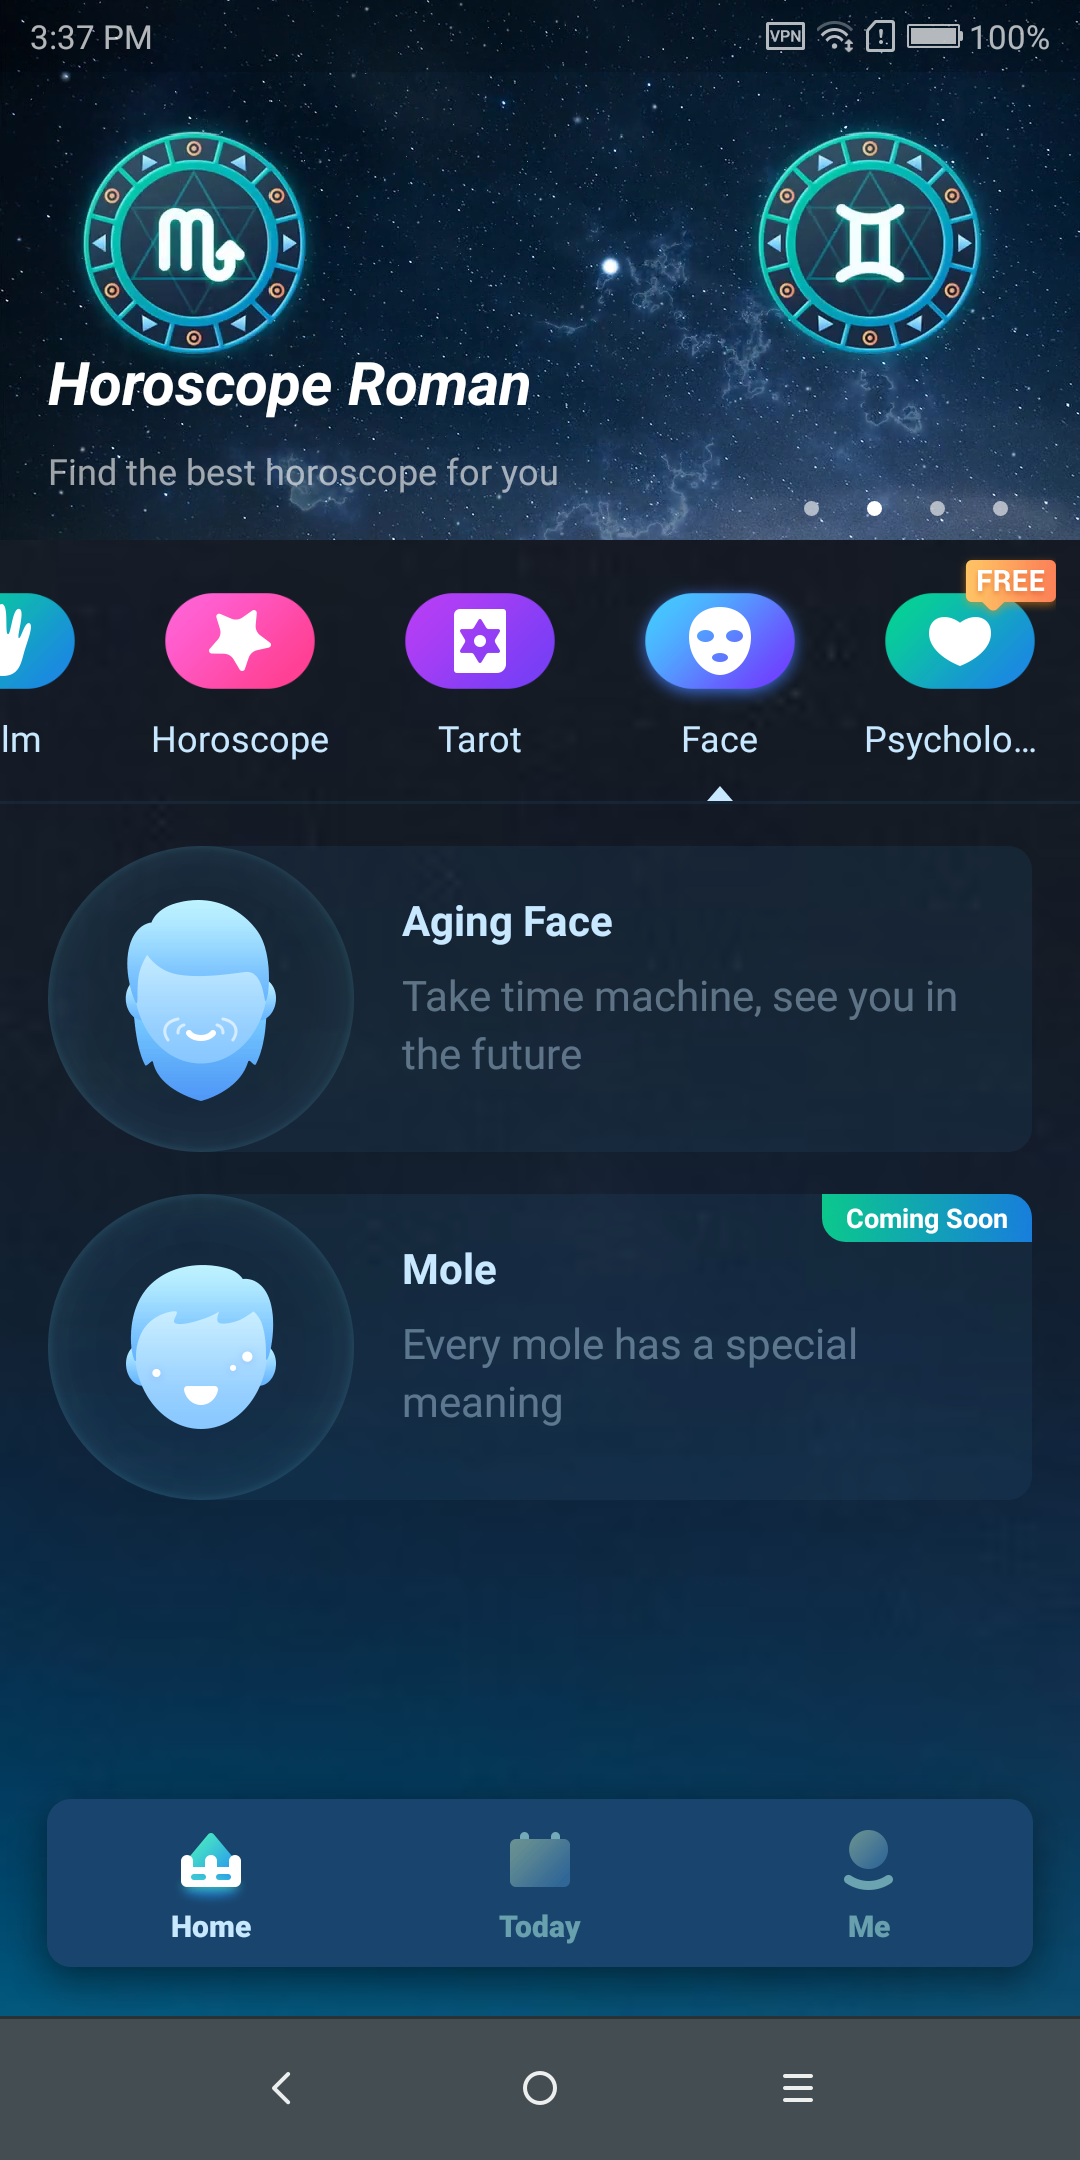 3:37 PM
VPN
100%
Horoscope Roman
Find the best horoscope for you
FREE
lm
Horoscope
Tarot
Face
Psycholo...
Aging Face
Take time machine, see you in
the future
Coming Soon
Mole
Every mole has a special
meaning
Home
Today
Me